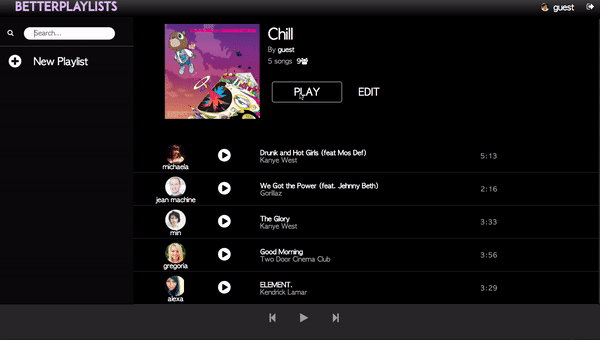 BETTERPLAYLISTS
guest
Search...
New Playlist
Chill
By guest
5 songs 9
PLAY
EDIT
michaela
Drunk and Hot Girls (feat Mos Def)
Kanye West
5:13
jean machine
We Got the Power (feat. Jehnny Beth)
Gorillaz
2:16
min
The Glory
Kanye West
3:33
gregoria
Good Morning
Two Door Cinema Club
3:56
alexa
ELEMENT.
Kendrick Lamar
3:29